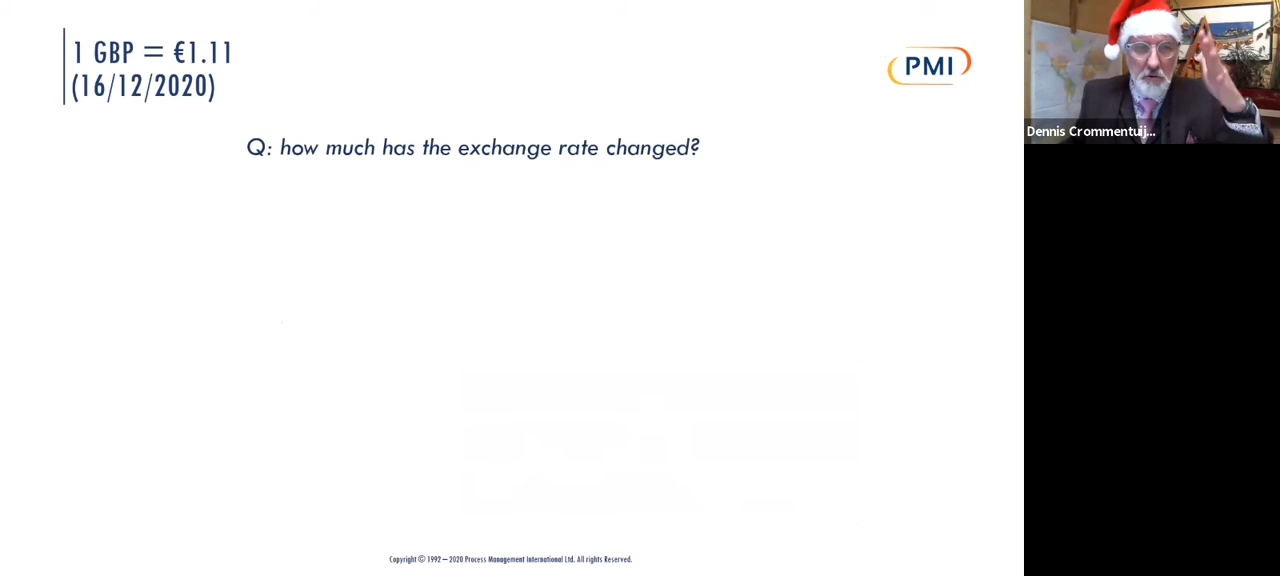 1 GBP = €1.11
(16/12/2020)
PMI
Q: how much has the exchange rate changed?
Dennis Crommentuij...
Copyright © 1992 – 2020 Process Management International Ltd. All rights Reserved.